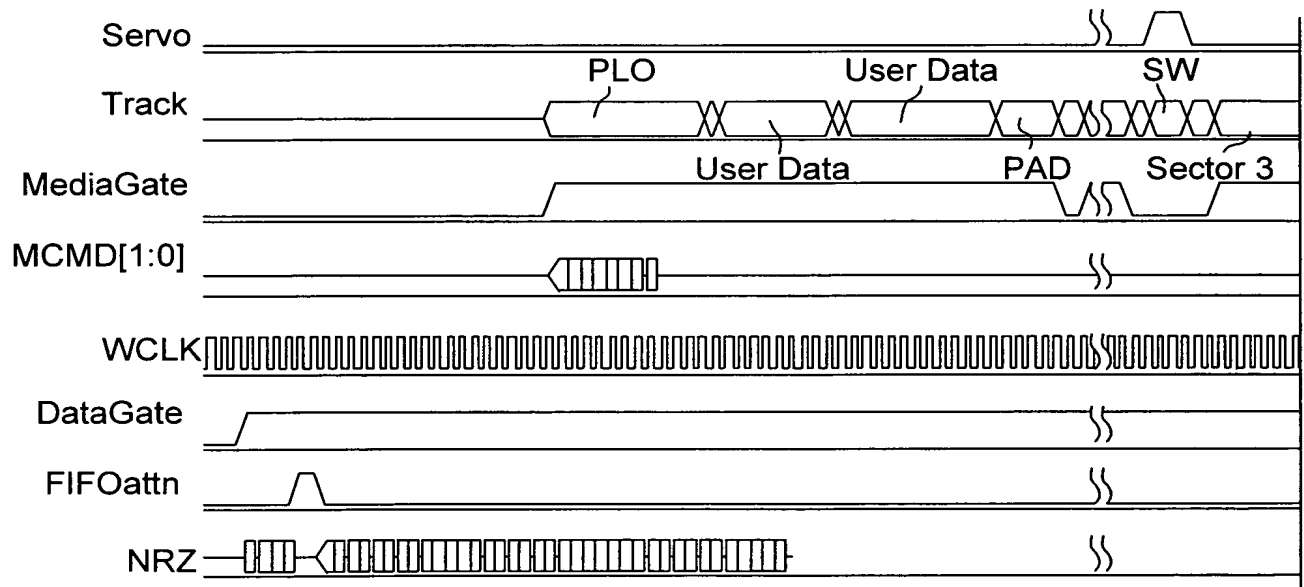 Servo
PLO
User Data
SW
Track
User Data
PAD
Sector 3
MediaGate
MCMD[1:0]
WCLK
DataGate
FIFOattn
NRZ